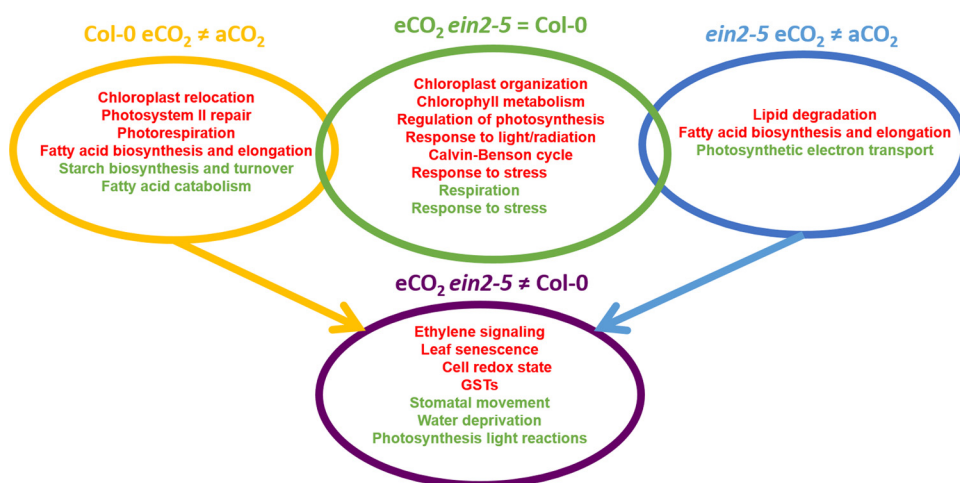 Col-0 eCO₂ ≠ aCO₂
Chloroplast relocation
Photosystem II repair
Photorespiration
Fatty acid biosynthesis and elongation
Starch biosynthesis and turnover
Fatty acid catabolism
eCO₂ ein2-5 = Col-0
Chloroplast organization
Chlorophyll metabolism
Regulation of photosynthesis
Response to light/radiation
Calvin-Benson cycle
Response to stress
Respiration
Response to stress
ein2-5 eCO₂ ≠ aCO₂
Lipid degradation
Fatty acid biosynthesis and elongation
Photosynthetic electron transport
eCO₂ ein2-5 ≠ Col-0
Ethylene signaling
Leaf senescence
Cell redox state
GSTs
Stomatal movement
Water deprivation
Photosynthesis light reactions